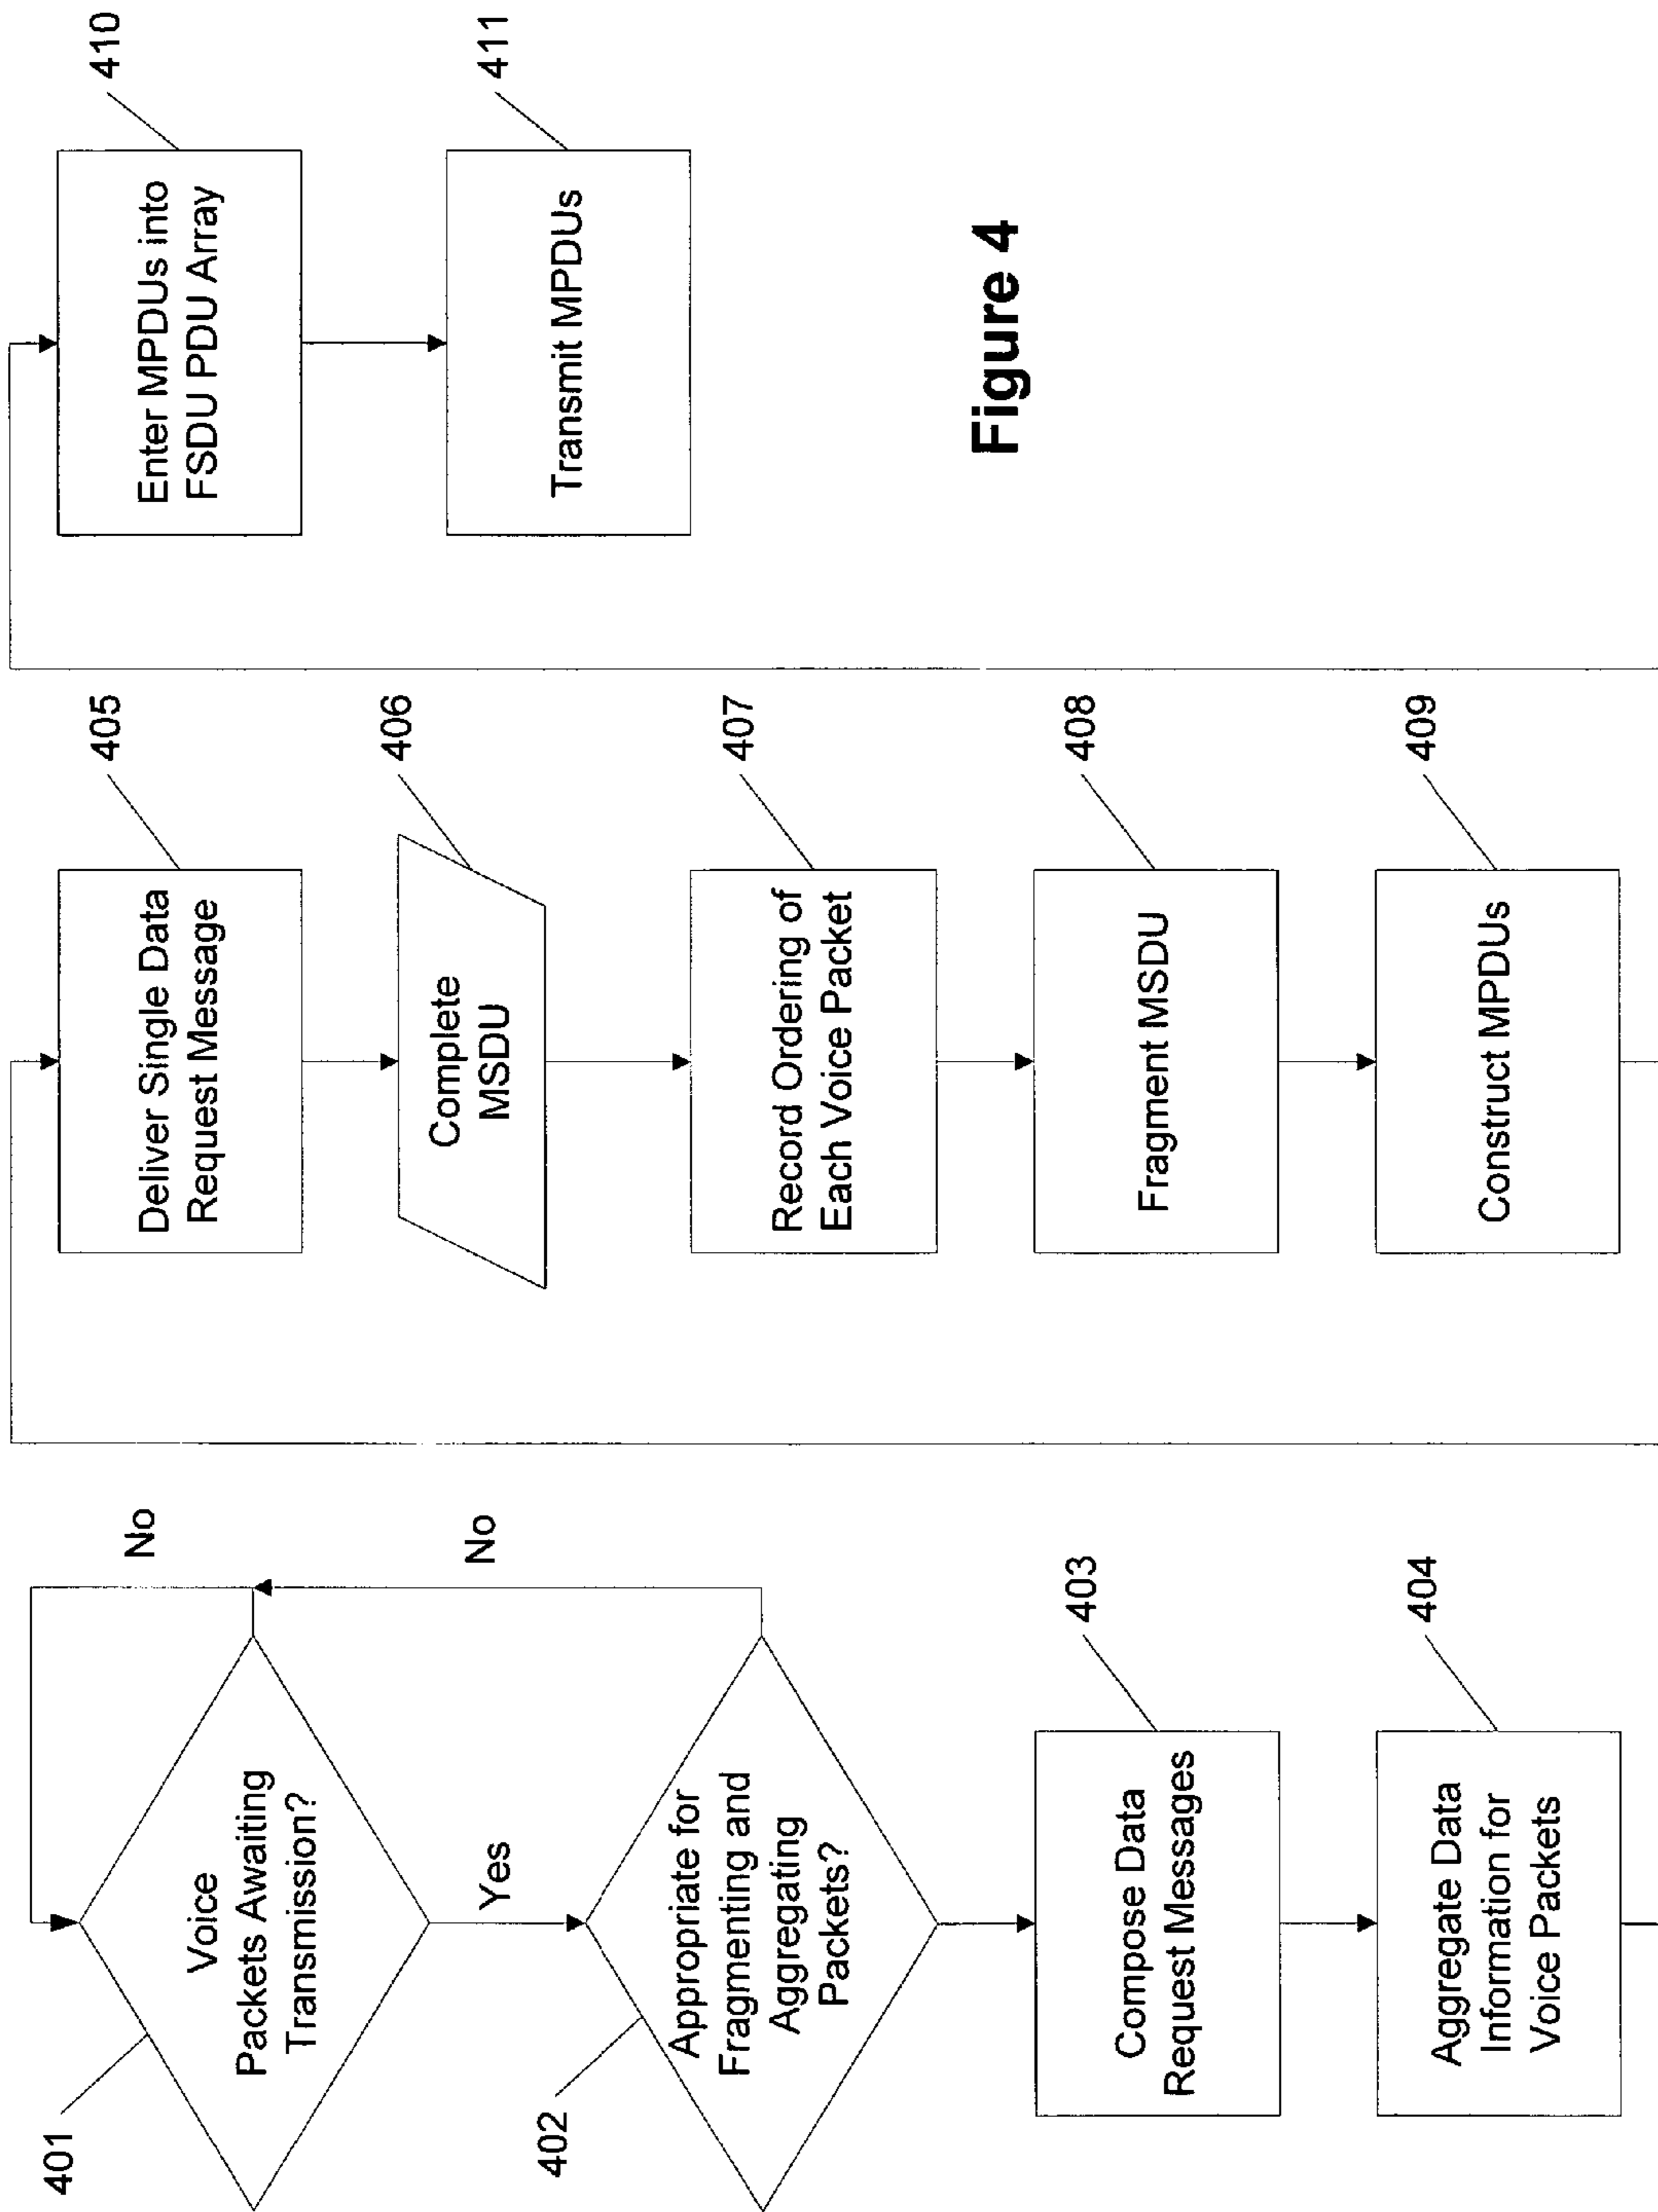 401
Voice
Packets Awaiting
Transmission?
No
Yes
402
Appropriate for
Fragmenting and
Aggregating
Packets?
No
403
Compose Data
Request Messages
404
Aggregate Data
Information for
Voice Packets
405
Deliver Single Data
Request Message
406
Complete
MSDU
407
Record Ordering of
Each Voice Packet
408
Fragment MSDU
409
Construct MPDUs
410
Enter MPDUs into
FSDU PDU Array
411
Transmit MPDUs
Figure 4